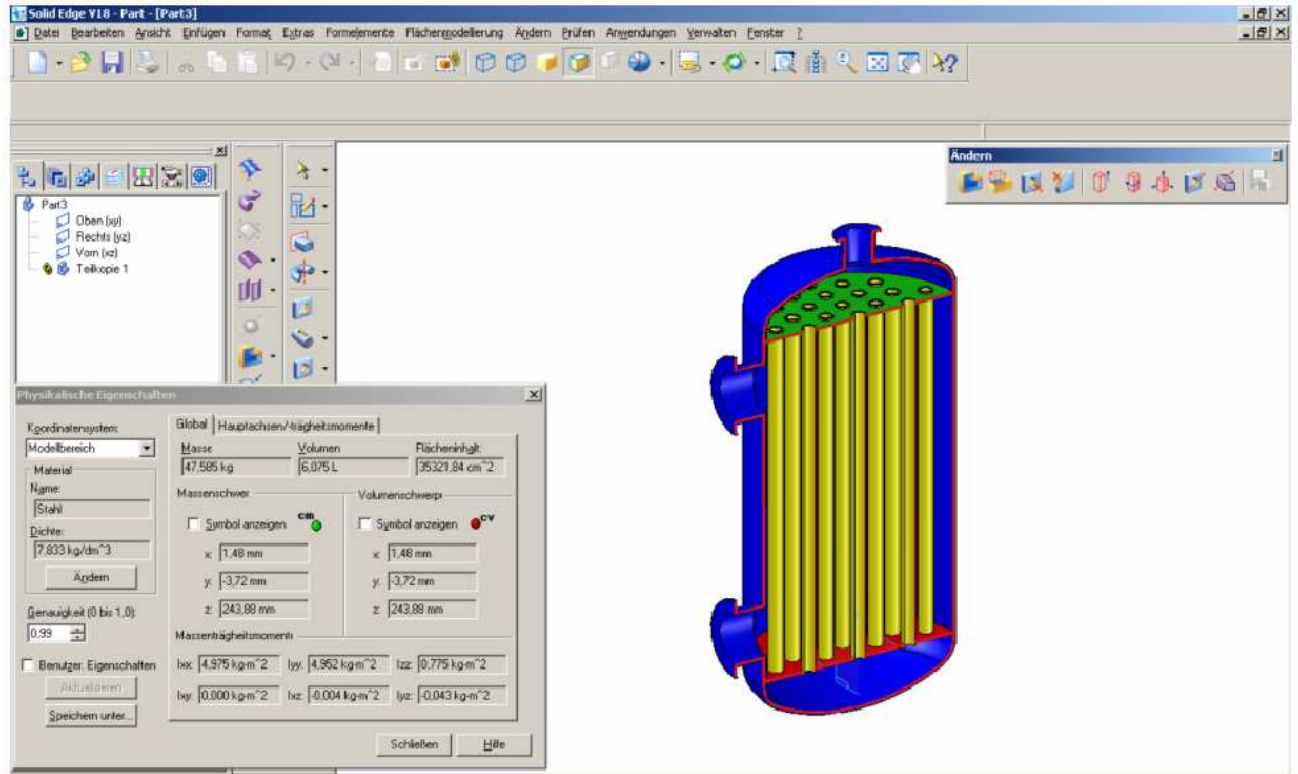 Solid Edge V18 - Part - [Part3]
Datei Bearbeiten Ansicht Einfügen Format Extras Formelemente Flächenmodellierung Ändern Prüfen Anwendungen Verwalten Fenster ?
Ändern
Part3
Oben (xy)
Rechts (yz)
Vorn (xz)
Teilkopie 1
Physikalische Eigenschaften
Koordinatensystem:
Modellbereich
Material
Name:
Stahl
Dichte:
7,833 kg/dm^3
Ändern
Genauigkeit (0 bis 1,0):
0,99
Benutzer. Eigenschaften
Aktualisieren
Speichern unter...
Global Hauptachsen/-trägheitsmomente
Masse Volumen Flächeninhalt:
47,585 kg 6,075 L 35321,84 cm^2
Massenschwer Volumenschwerpr
Symbol anzeigen cm Symbol anzeigen cv
x: 1,48 mm x: 1,48 mm
y: -3,72 mm y: -3,72 mm
z: 243,88 mm z: 243,88 mm
Massenträgheitsmoment
Ixx: 4,975 kg-m^2 Iyy: 4,952 kg-m^2 Izz: 0,775 kg-m^2
Ixy: 0,000 kg-m^2 Ixz: -0,004 kg-m^2 Iyz: -0,043 kg-m^2
Schließen Hilfe